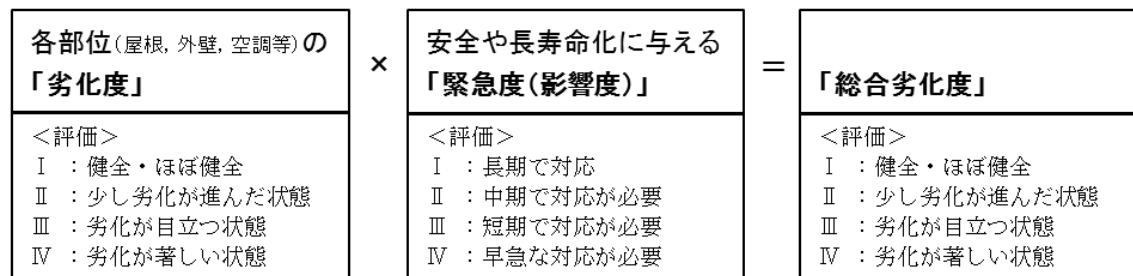 各部位(屋根,外壁,空調等)の
「劣化度」
<評価>
Ⅰ :健全・ほぼ健全
Ⅱ :少し劣化が進んだ状態
Ⅲ :劣化が目立つ状態
Ⅳ :劣化が著しい状態
×
安全や長寿命化に与える
「緊急度(影響度)」
<評価>
Ⅰ :長期で対応
Ⅱ :中期で対応が必要
Ⅲ :短期で対応が必要
Ⅳ :早急な対応が必要
=
「総合劣化度」
<評価>
Ⅰ :健全・ほぼ健全
Ⅱ :少し劣化が進んだ状態
Ⅲ :劣化が目立つ状態
Ⅳ :劣化が著しい状態